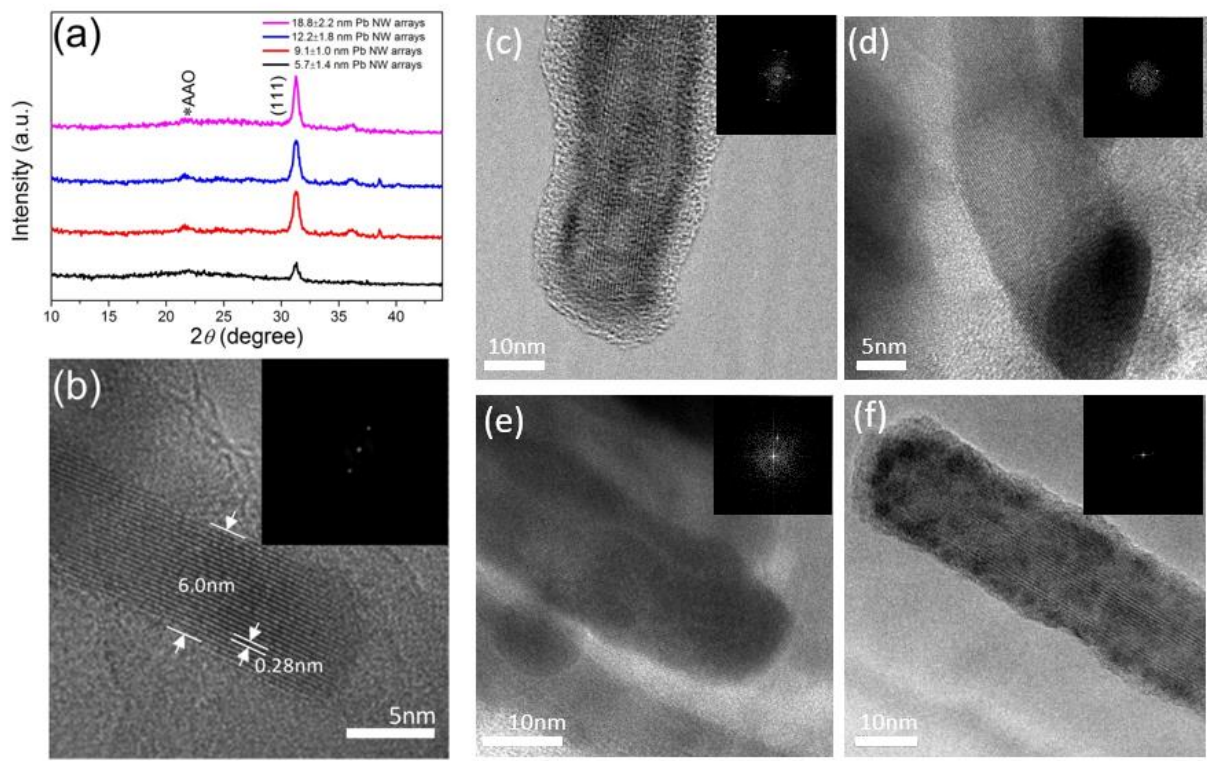 (a)
18.8±2.2 nm Pb NW arrays
12.2±1.8 nm Pb NW arrays
9.1±1.0 nm Pb NW arrays
5.7±1.4 nm Pb NW arrays
*AAO
(111)
Intensity (a.u.)
10 15 20 25 30 35 40
2θ (degree)
(b)
6.0nm
0.28nm
5nm
(c)
10nm
(d)
5nm
(e)
10nm
(f)
10nm